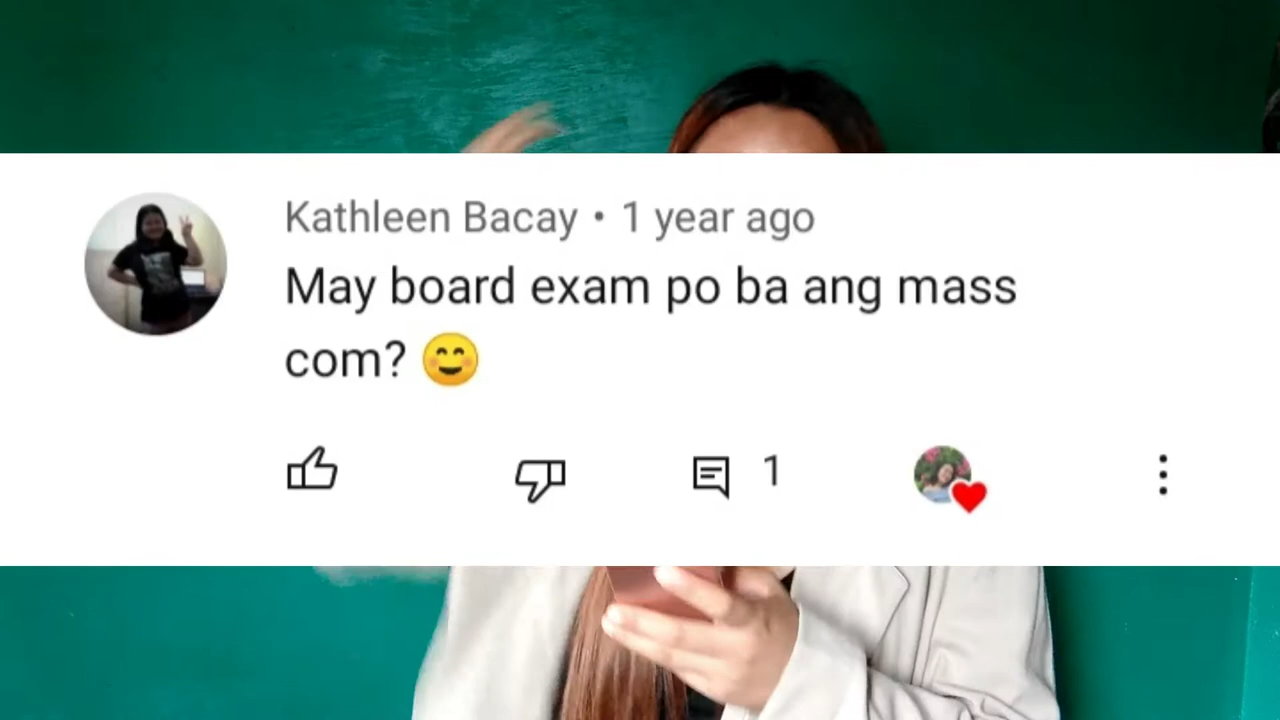 Kathleen Bacay • 1 year ago
May board exam po ba ang mass
com? 😊
1